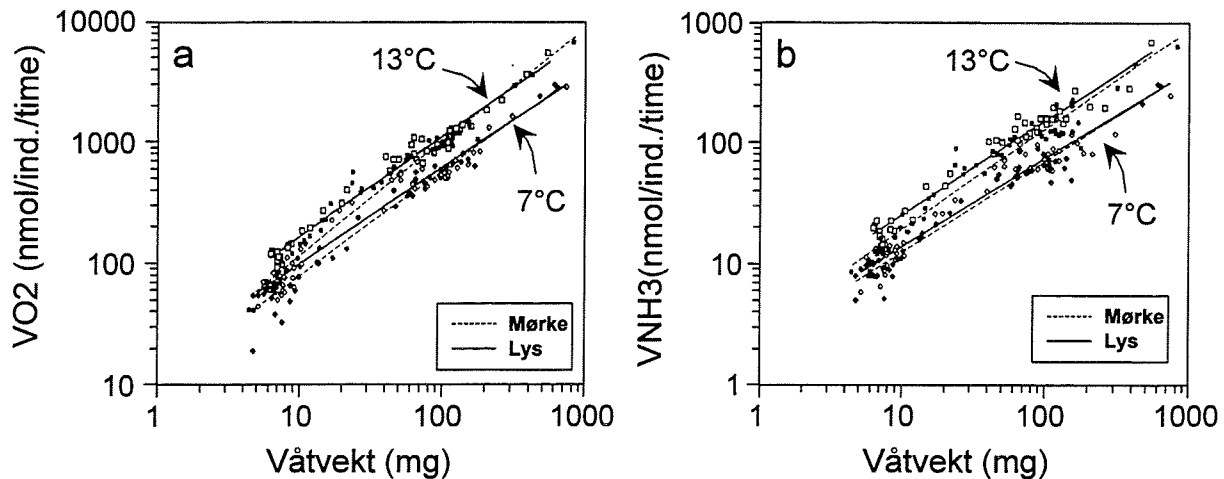 a
VO2 (nmol/ind./time)
10000
1000
100
10
13°C
7°C
Mørke
Lys
1
10
100
1000
Våtvekt (mg)
b
VNH3(nmol/ind./time)
1000
100
10
1
13°C
7°C
Mørke
Lys
1
10
100
1000
Våtvekt (mg)